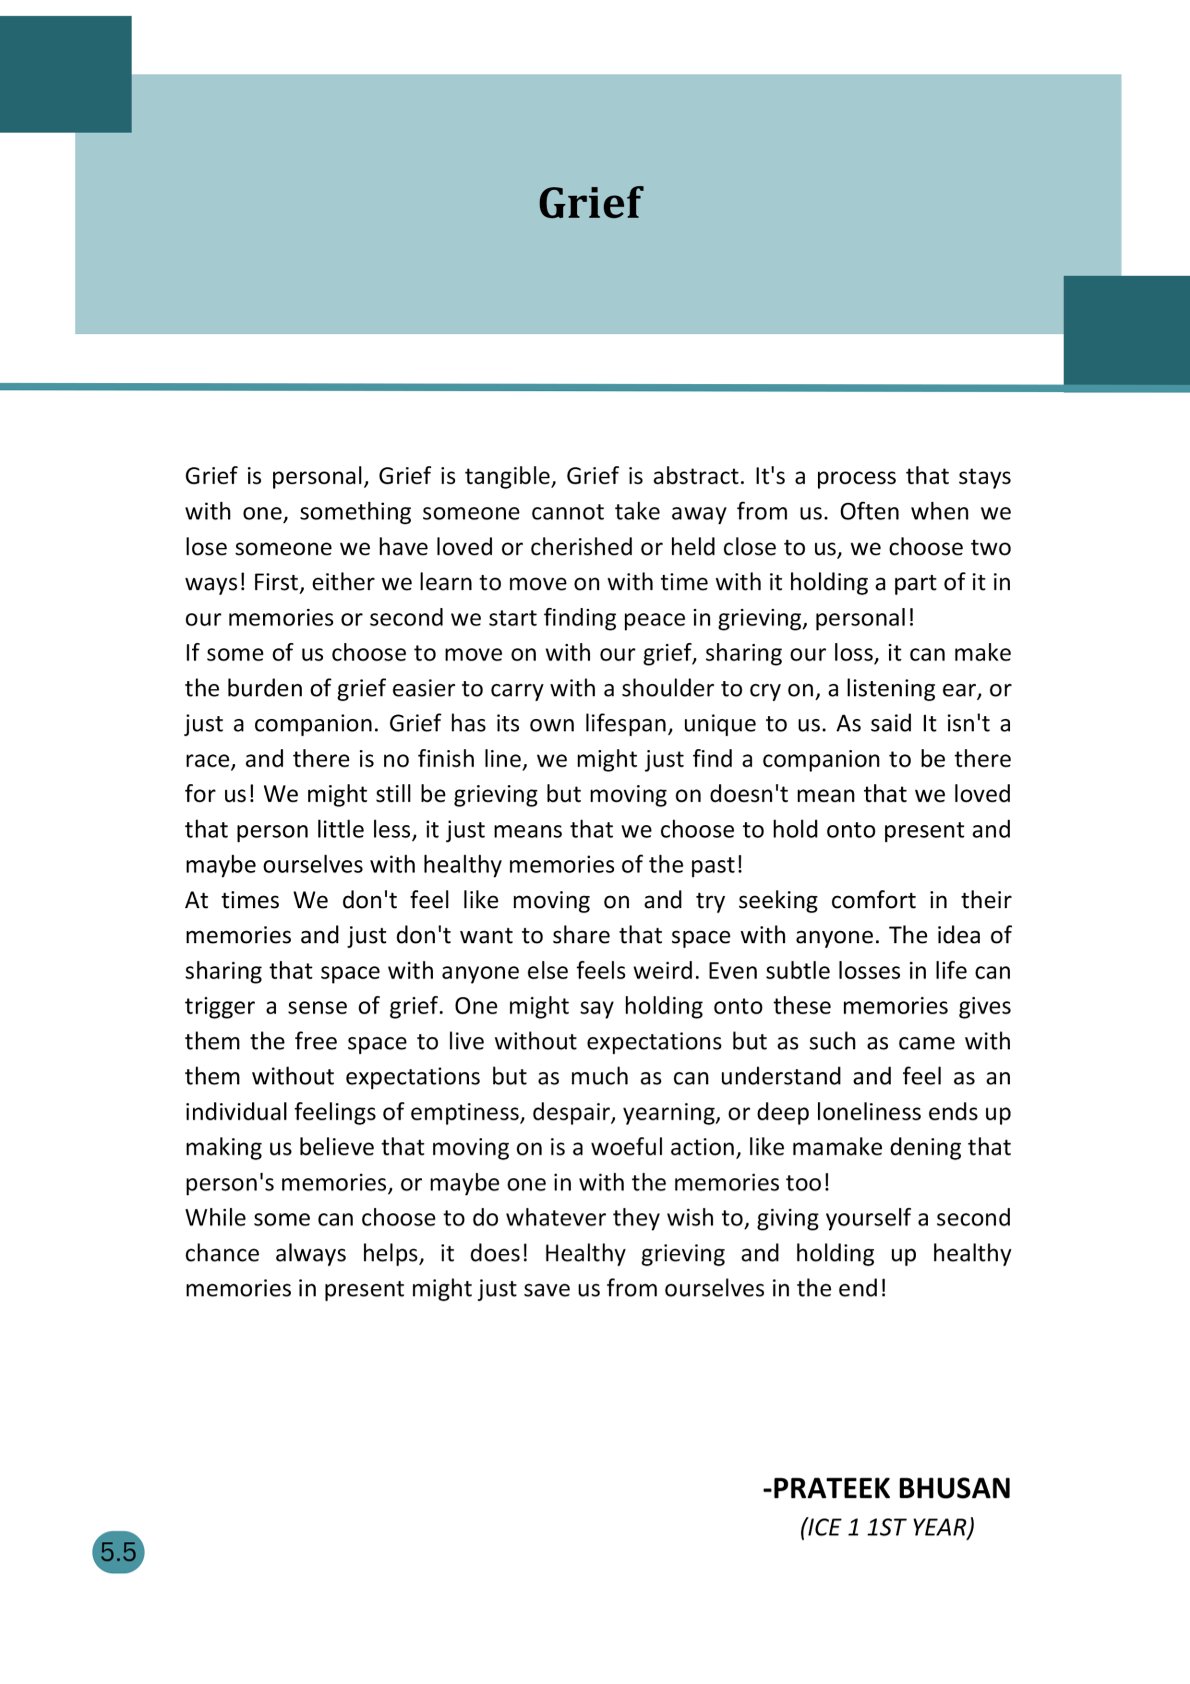 Grief
Grief is personal, Grief is tangible, Grief is abstract. It's a process that stays
with one, something someone cannot take away from us. Often when we
lose someone we have loved or cherished or held close to us, we choose two
ways! First, either we learn to move on with time with it holding a part of it in
our memories or second we start finding peace in grieving, personal!
If some of us choose to move on with our grief, sharing our loss, it can make
the burden of grief easier to carry with a shoulder to cry on, a listening ear, or
just a companion. Grief has its own lifespan, unique to us. As said It isn't a
race, and there is no finish line, we might just find a companion to be there
for us! We might still be grieving but moving on doesn't mean that we loved
that person little less, it just means that we choose to hold onto present and
maybe ourselves with healthy memories of the past!
At times We don't feel like moving on and try seeking comfort in their
memories and just don't want to share that space with anyone. The idea of
sharing that space with anyone else feels weird. Even subtle losses in life can
trigger a sense of grief. One might say holding onto these memories gives
them the free space to live without expectations but as such as came with
them without expectations but as much as can understand and feel as an
individual feelings of emptiness, despair, yearning, or deep loneliness ends up
making us believe that moving on is a woeful action, like mamake dening that
person's memories, or maybe one in with the memories too!
While some can choose to do whatever they wish to, giving yourself a second
chance always helps, it does! Healthy grieving and holding up healthy
memories in present might just save us from ourselves in the end!
-PRATEEK BHUSAN
(ICE 1 1ST YEAR)
5.5